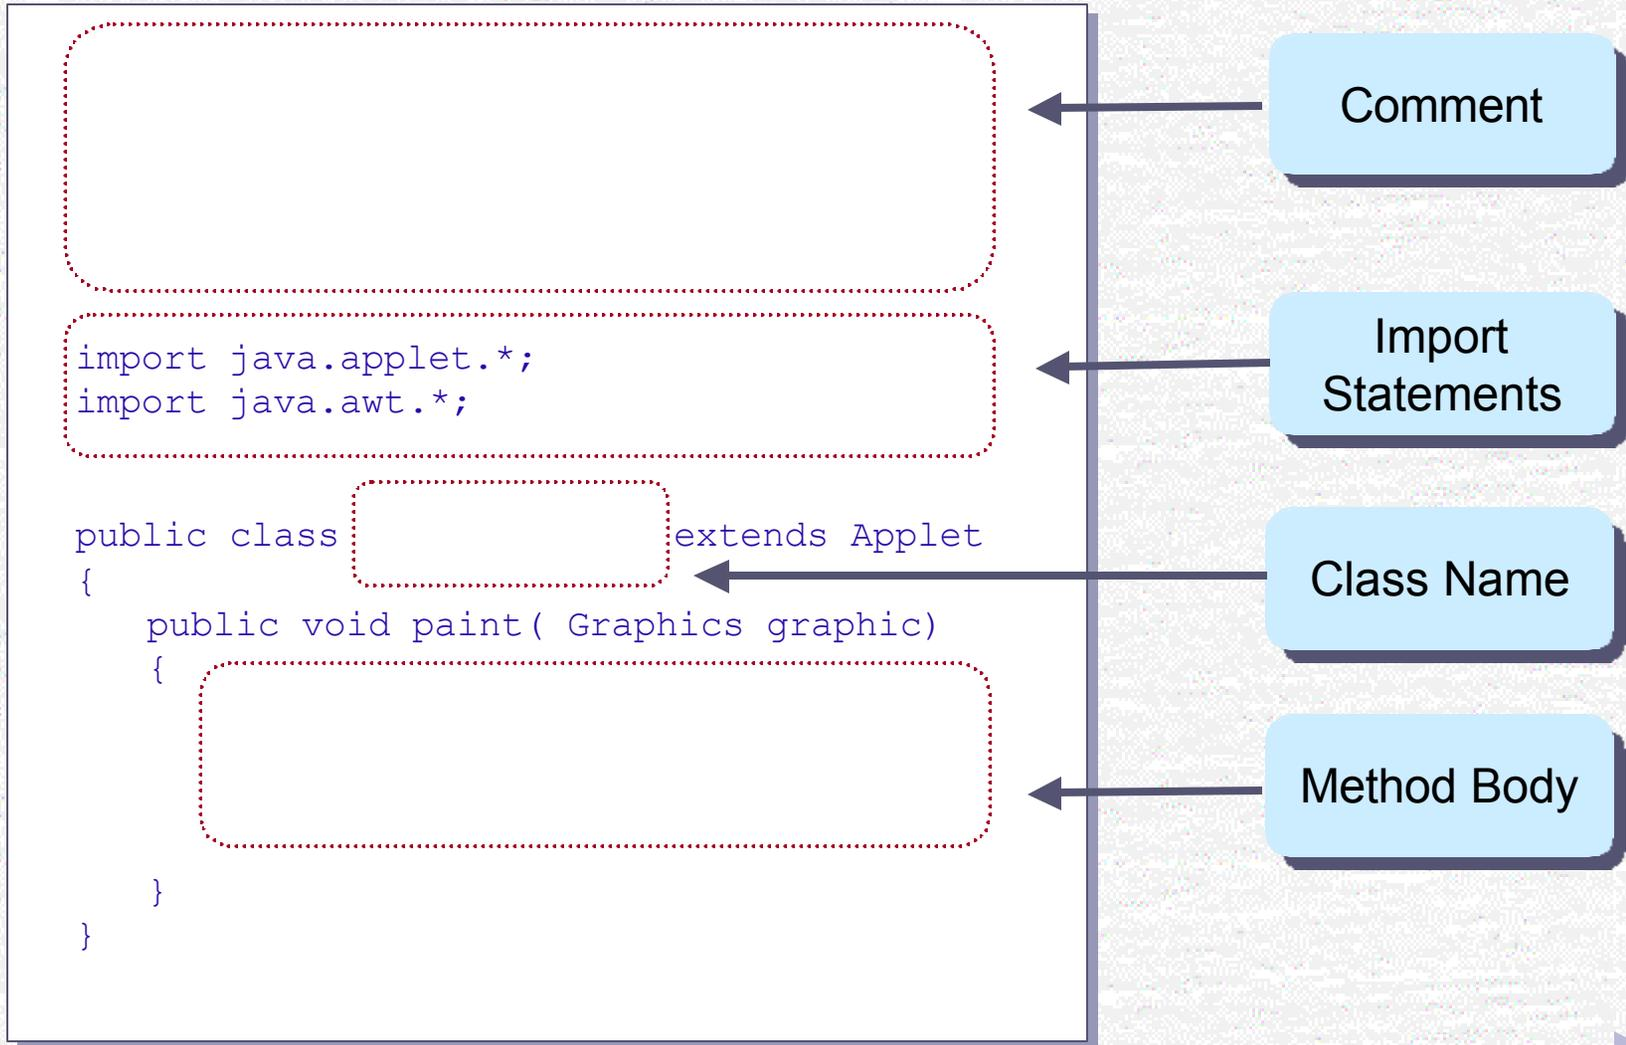 Comment
import java.applet.*;
import java.awt.*;
Import
Statements
public class extends Applet
{
Class Name
public void paint( Graphics graphic)
{
Method Body
}
}